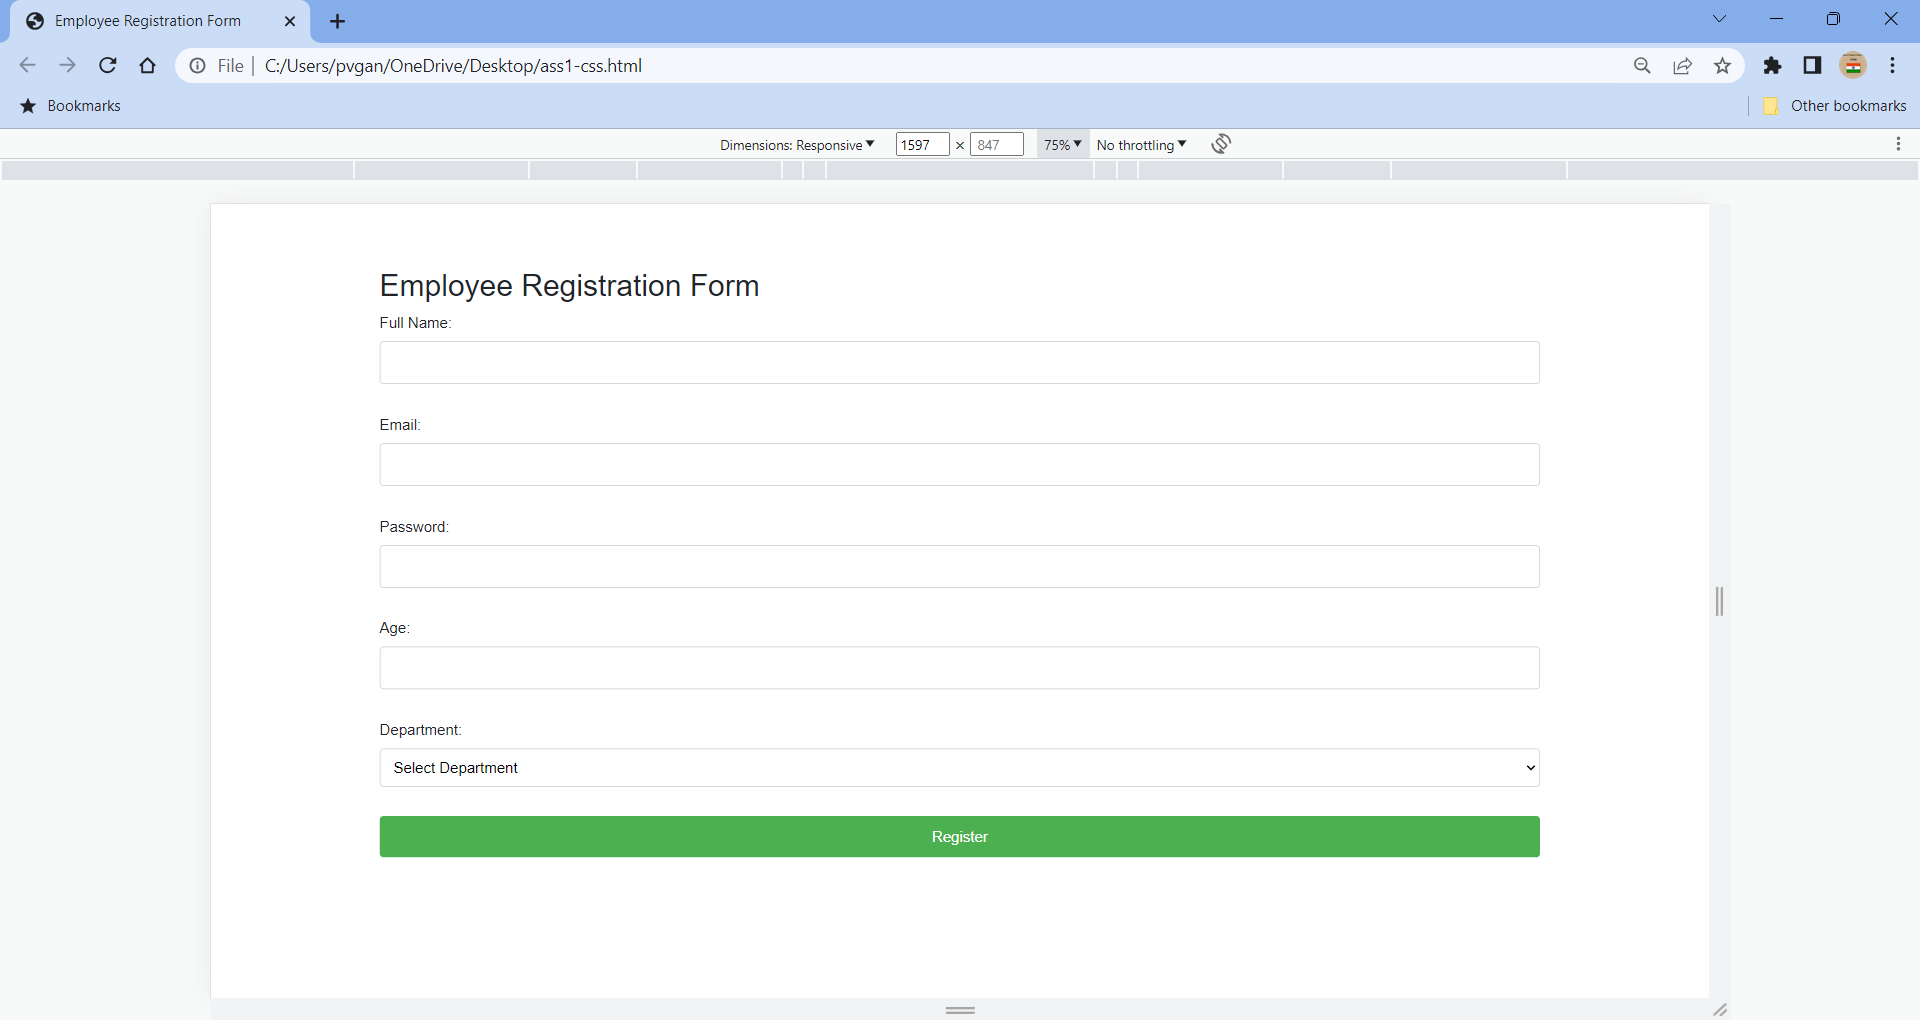 Employee Registration Form
File C:/Users/pvgan/OneDrive/Desktop/ass1-css.html
Bookmarks Other bookmarks
Dimensions: Responsive 1597 × 847 75% No throttling
Employee Registration Form
Full Name:
Email:
Password:
Age:
Department:
Select Department
Register